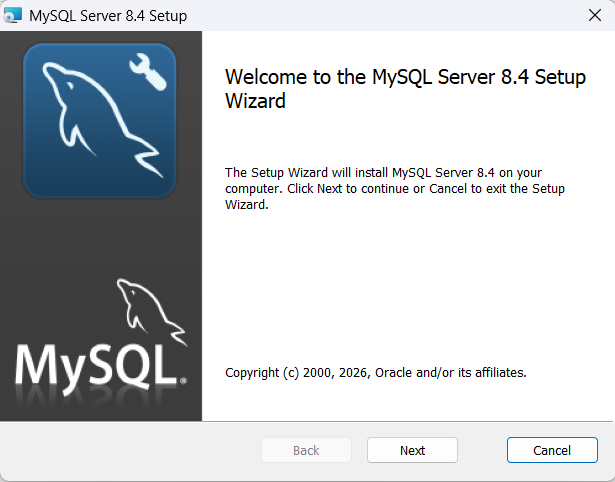 MySQL Server 8.4 Setup
Welcome to the MySQL Server 8.4 Setup
Wizard
The Setup Wizard will install MySQL Server 8.4 on your
computer. Click Next to continue or Cancel to exit the Setup
Wizard.
MySQL®
Copyright (c) 2000, 2026, Oracle and/or its affiliates.
Back
Next
Cancel